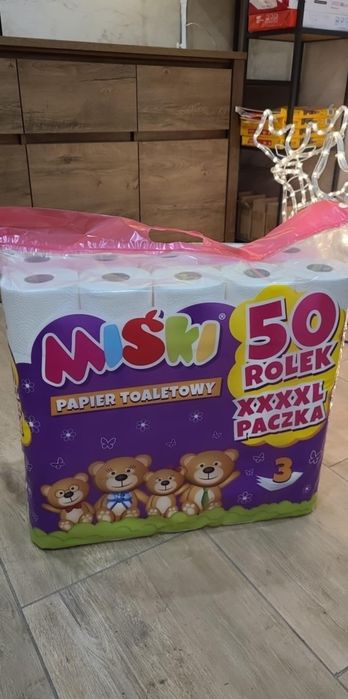 MIŚKI
PAPIER TOALETOWY
50
ROLEK
XXXXL
PACZKA
3